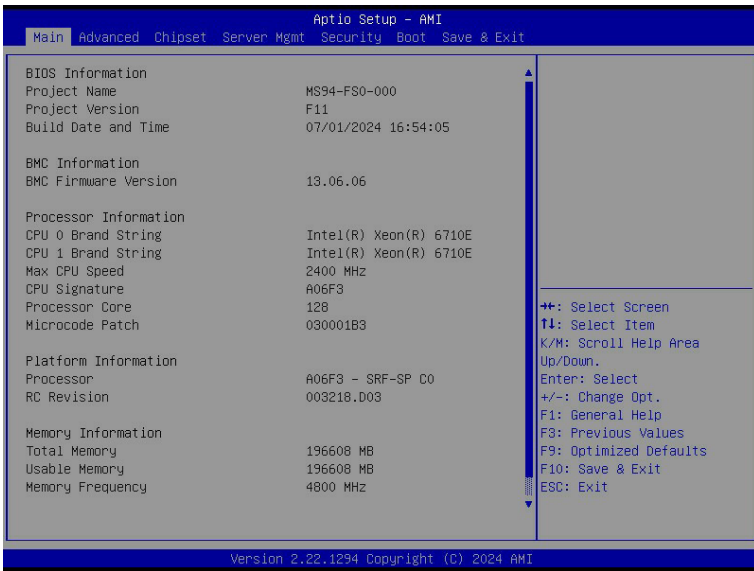 Aptio Setup – AMI
Main Advanced Chipset Server Mgmt Security Boot Save & Exit
BIOS Information
Project Name MS94-FS0-000
Project Version F11
Build Date and Time 07/01/2024 16:54:05
BMC Information
BMC Firmware Version 13.06.06
Processor Information
CPU 0 Brand String Intel(R) Xeon(R) 6710E
CPU 1 Brand String Intel(R) Xeon(R) 6710E
Max CPU Speed 2400 MHz
CPU Signature A06F3
Processor Core 128
Microcode Patch 030001B3
Platform Information
Processor A06F3 - SRF-SP C0
RC Revision 003218.D03
Memory Information
Total Memory 196608 MB
Usable Memory 196608 MB
Memory Frequency 4800 MHz
→←: Select Screen
↑↓: Select Item
K/M: Scroll Help Area
Up/Down.
Enter: Select
+/-: Change Opt.
F1: General Help
F3: Previous Values
F9: Optimized Defaults
F10: Save & Exit
ESC: Exit
Version 2.22.1294 Copyright (C) 2024 AMI